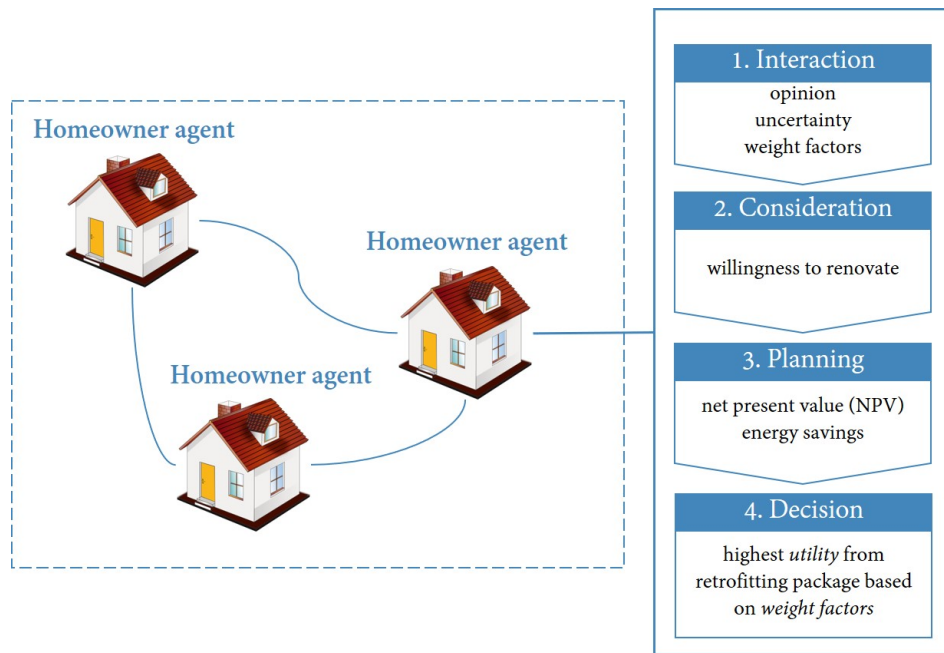 Homeowner agent
Homeowner agent
Homeowner agent
1. Interaction
opinion
uncertainty
weight factors
2. Consideration
willingness to renovate
3. Planning
net present value (NPV)
energy savings
4. Decision
highest utility from
retrofitting package based
on weight factors